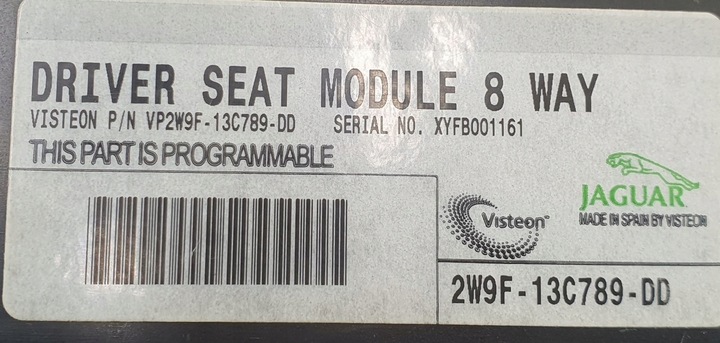 DRIVER SEAT MODULE 8 WAY
VISTEON P/N VP2W9F-13C789-DD SERIAL NO. XYFB001161
THIS PART IS PROGRAMMABLE
JAGUAR
MADE IN SPAIN BY VISTEON
Visteon
2W9F-13C789-DD